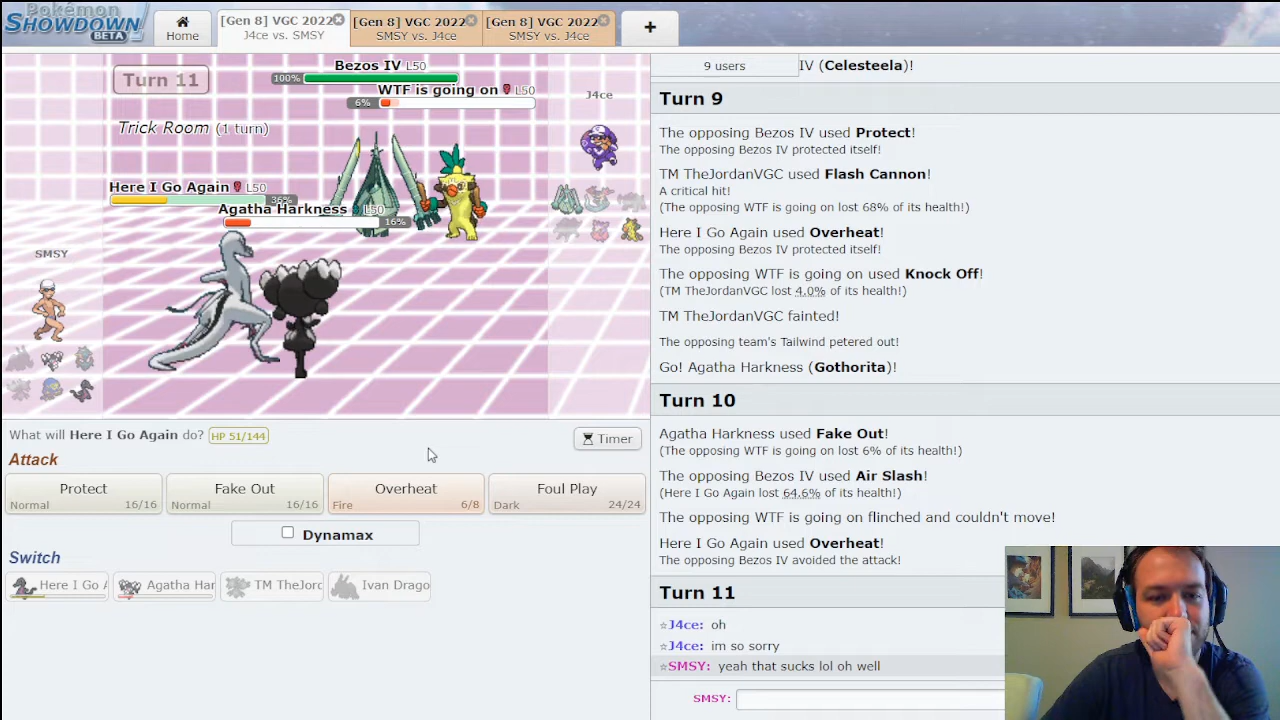 Pokémon
SHOWDOWN
BETA
Home
[Gen 8] VGC 2022
J4ce vs. SMSY
[Gen 8] VGC 2022
SMSY vs. J4ce
[Gen 8] VGC 2022
SMSY vs. J4ce
+
Turn 11
Bezos IV L50
100%
WTF is going on L50
6%
Trick Room (1 turn)
Here I Go Again L50
36%
Agatha Harkness L50
16%
J4ce
SMSY
What will Here I Go Again do? HP 51/144
Timer
Attack
Protect
Normal 16/16
Fake Out
Normal 16/16
Overheat
Fire 6/8
Foul Play
Dark 24/24
Dynamax
Switch
Here I Go A
Agatha Har
TM TheJord
Ivan Drago
9 users
IV (Celesteela)!
Turn 9
The opposing Bezos IV used Protect!
The opposing Bezos IV protected itself!
TM TheJordanVGC used Flash Cannon!
A critical hit!
(The opposing WTF is going on lost 68% of its health!)
Here I Go Again used Overheat!
The opposing Bezos IV protected itself!
The opposing WTF is going on used Knock Off!
(TM TheJordanVGC lost 4.0% of its health!)
TM TheJordanVGC fainted!
The opposing team's Tailwind petered out!
Go! Agatha Harkness (Gothorita)!
Turn 10
Agatha Harkness used Fake Out!
(The opposing WTF is going on lost 6% of its health!)
The opposing Bezos IV used Air Slash!
(Here I Go Again lost 64.6% of its health!)
The opposing WTF is going on flinched and couldn't move!
Here I Go Again used Overheat!
The opposing Bezos IV avoided the attack!
Turn 11
☆J4ce: oh
☆J4ce: im so sorry
☆SMSY: yeah that sucks lol oh well
SMSY: